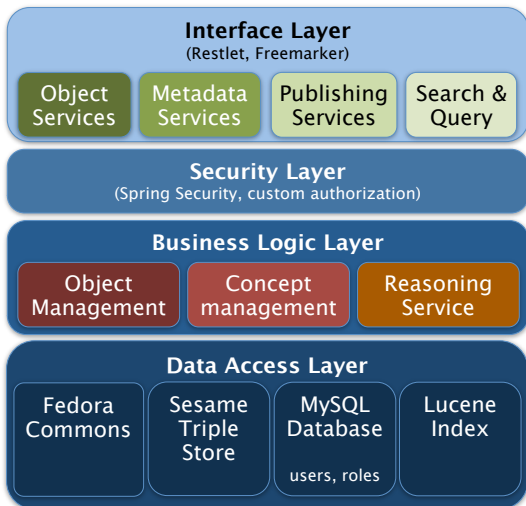 Interface Layer
(Restlet, Freemarker)
Object
Services
Metadata
Services
Publishing
Services
Search &
Query
Security Layer
(Spring Security, custom authorization)
Business Logic Layer
Object
Management
Concept
management
Reasoning
Service
Data Access Layer
Fedora
Commons
Sesame
Triple
Store
MySQL
Database
users, roles
Lucene
Index